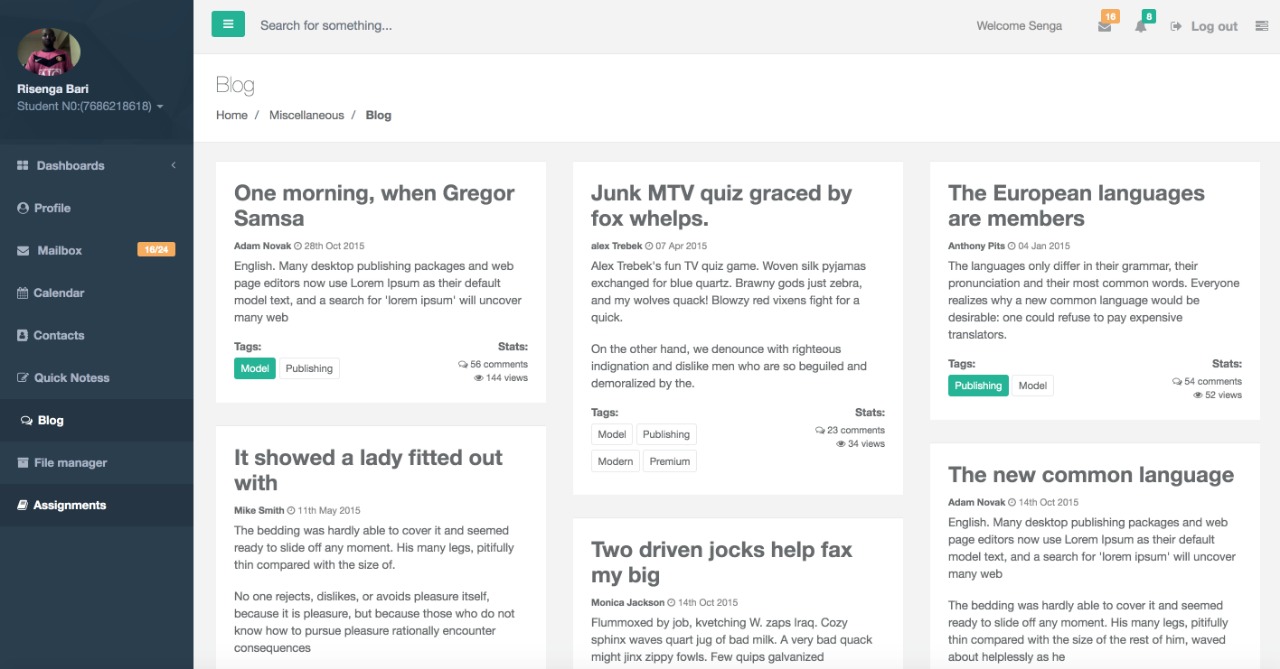 Risenga Bari
Student N0:(7686218618)
Dashboards
Profile
Mailbox
16/24
Calendar
Contacts
Quick Notess
Blog
File manager
Assignments
Search for something...
Welcome Senga
16
8
Log out
Blog
Home / Miscellaneous / Blog
One morning, when Gregor
Samsa
Adam Novak 28th Oct 2015
English. Many desktop publishing packages and web
page editors now use Lorem Ipsum as their default
model text, and a search for 'lorem ipsum' will uncover
many web
Tags:
Model Publishing
Stats:
56 comments
144 views
It showed a lady fitted out
with
Mike Smith 11th May 2015
The bedding was hardly able to cover it and seemed
ready to slide off any moment. His many legs, pitifully
thin compared with the size of.
No one rejects, dislikes, or avoids pleasure itself,
because it is pleasure, but because those who do not
know how to pursue pleasure rationally encounter
consequences
Junk MTV quiz graced by
fox whelps.
alex Trebek 07 Apr 2015
Alex Trebek's fun TV quiz game. Woven silk pyjamas
exchanged for blue quartz. Brawny gods just zebra,
and my wolves quack! Blowzy red vixens fight for a
quick.
On the other hand, we denounce with righteous
indignation and dislike men who are so beguiled and
demoralized by the.
Tags:
Model Publishing
Modern Premium
Stats:
23 comments
34 views
Two driven jocks help fax
my big
Monica Jackson 14th Oct 2015
Flummoxed by job, kvetching W. zaps Iraq. Cozy
sphinx waves quart jug of bad milk. A very bad quack
might jinx zippy fowls. Few quips galvanized
The European languages
are members
Anthony Pits 04 Jan 2015
The languages only differ in their grammar, their
pronunciation and their most common words. Everyone
realizes why a new common language would be
desirable: one could refuse to pay expensive
translators.
Tags:
Publishing Model
Stats:
54 comments
52 views
The new common language
Adam Novak 14th Oct 2015
English. Many desktop publishing packages and web
page editors now use Lorem Ipsum as their default
model text, and a search for 'lorem ipsum' will uncover
many web
The bedding was hardly able to cover it and seemed
ready to slide off any moment. His many legs, pitifully
thin compared with the size of the rest of him, waved
about helplessly as he